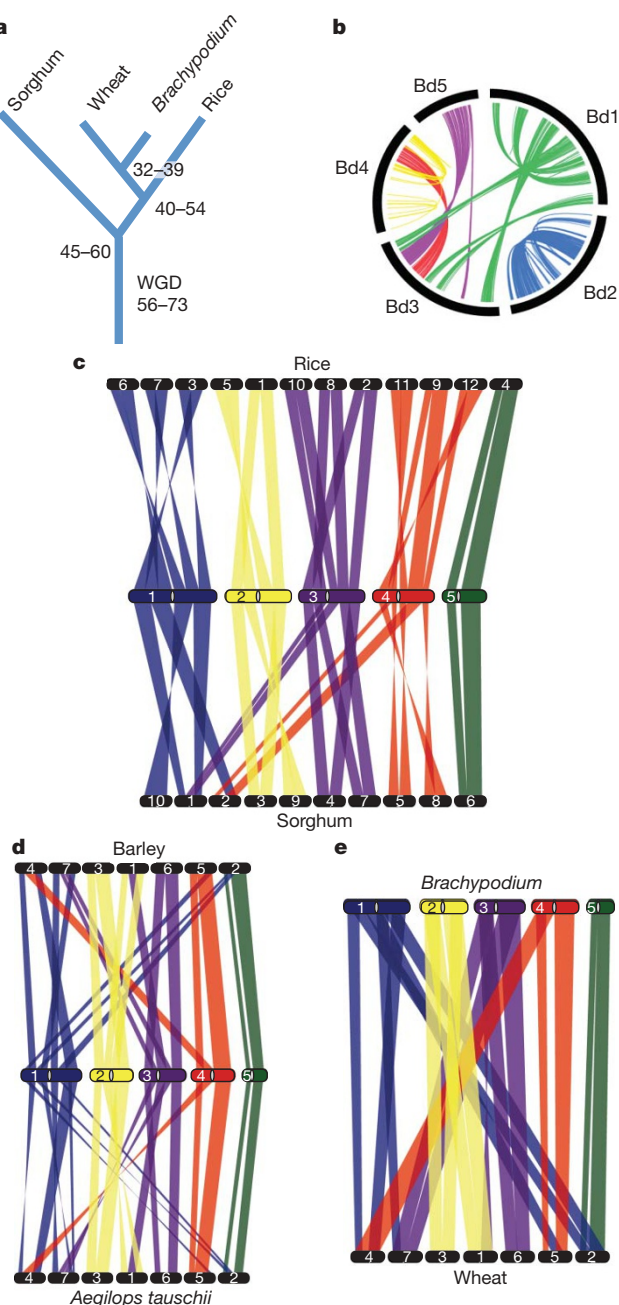 a
b
Sorghum
Wheat
Brachypodium
Rice
32–39
40–54
45–60
WGD
56–73
Bd5
Bd1
Bd4
Bd3
Bd2
c
Rice
6 7 3 5 1 10 8 2 11 9 12 4
1 2 3 4 5
10 1 2 3 9 4 7 5 8 6
Sorghum
d
Barley
4 7 3 1 6 5 2
1 2 3 4 5
4 7 3 1 6 5 2
Aegilops tauschii
e
Brachypodium
1 2 3 4 5
4 7 3 1 6 5 2
Wheat